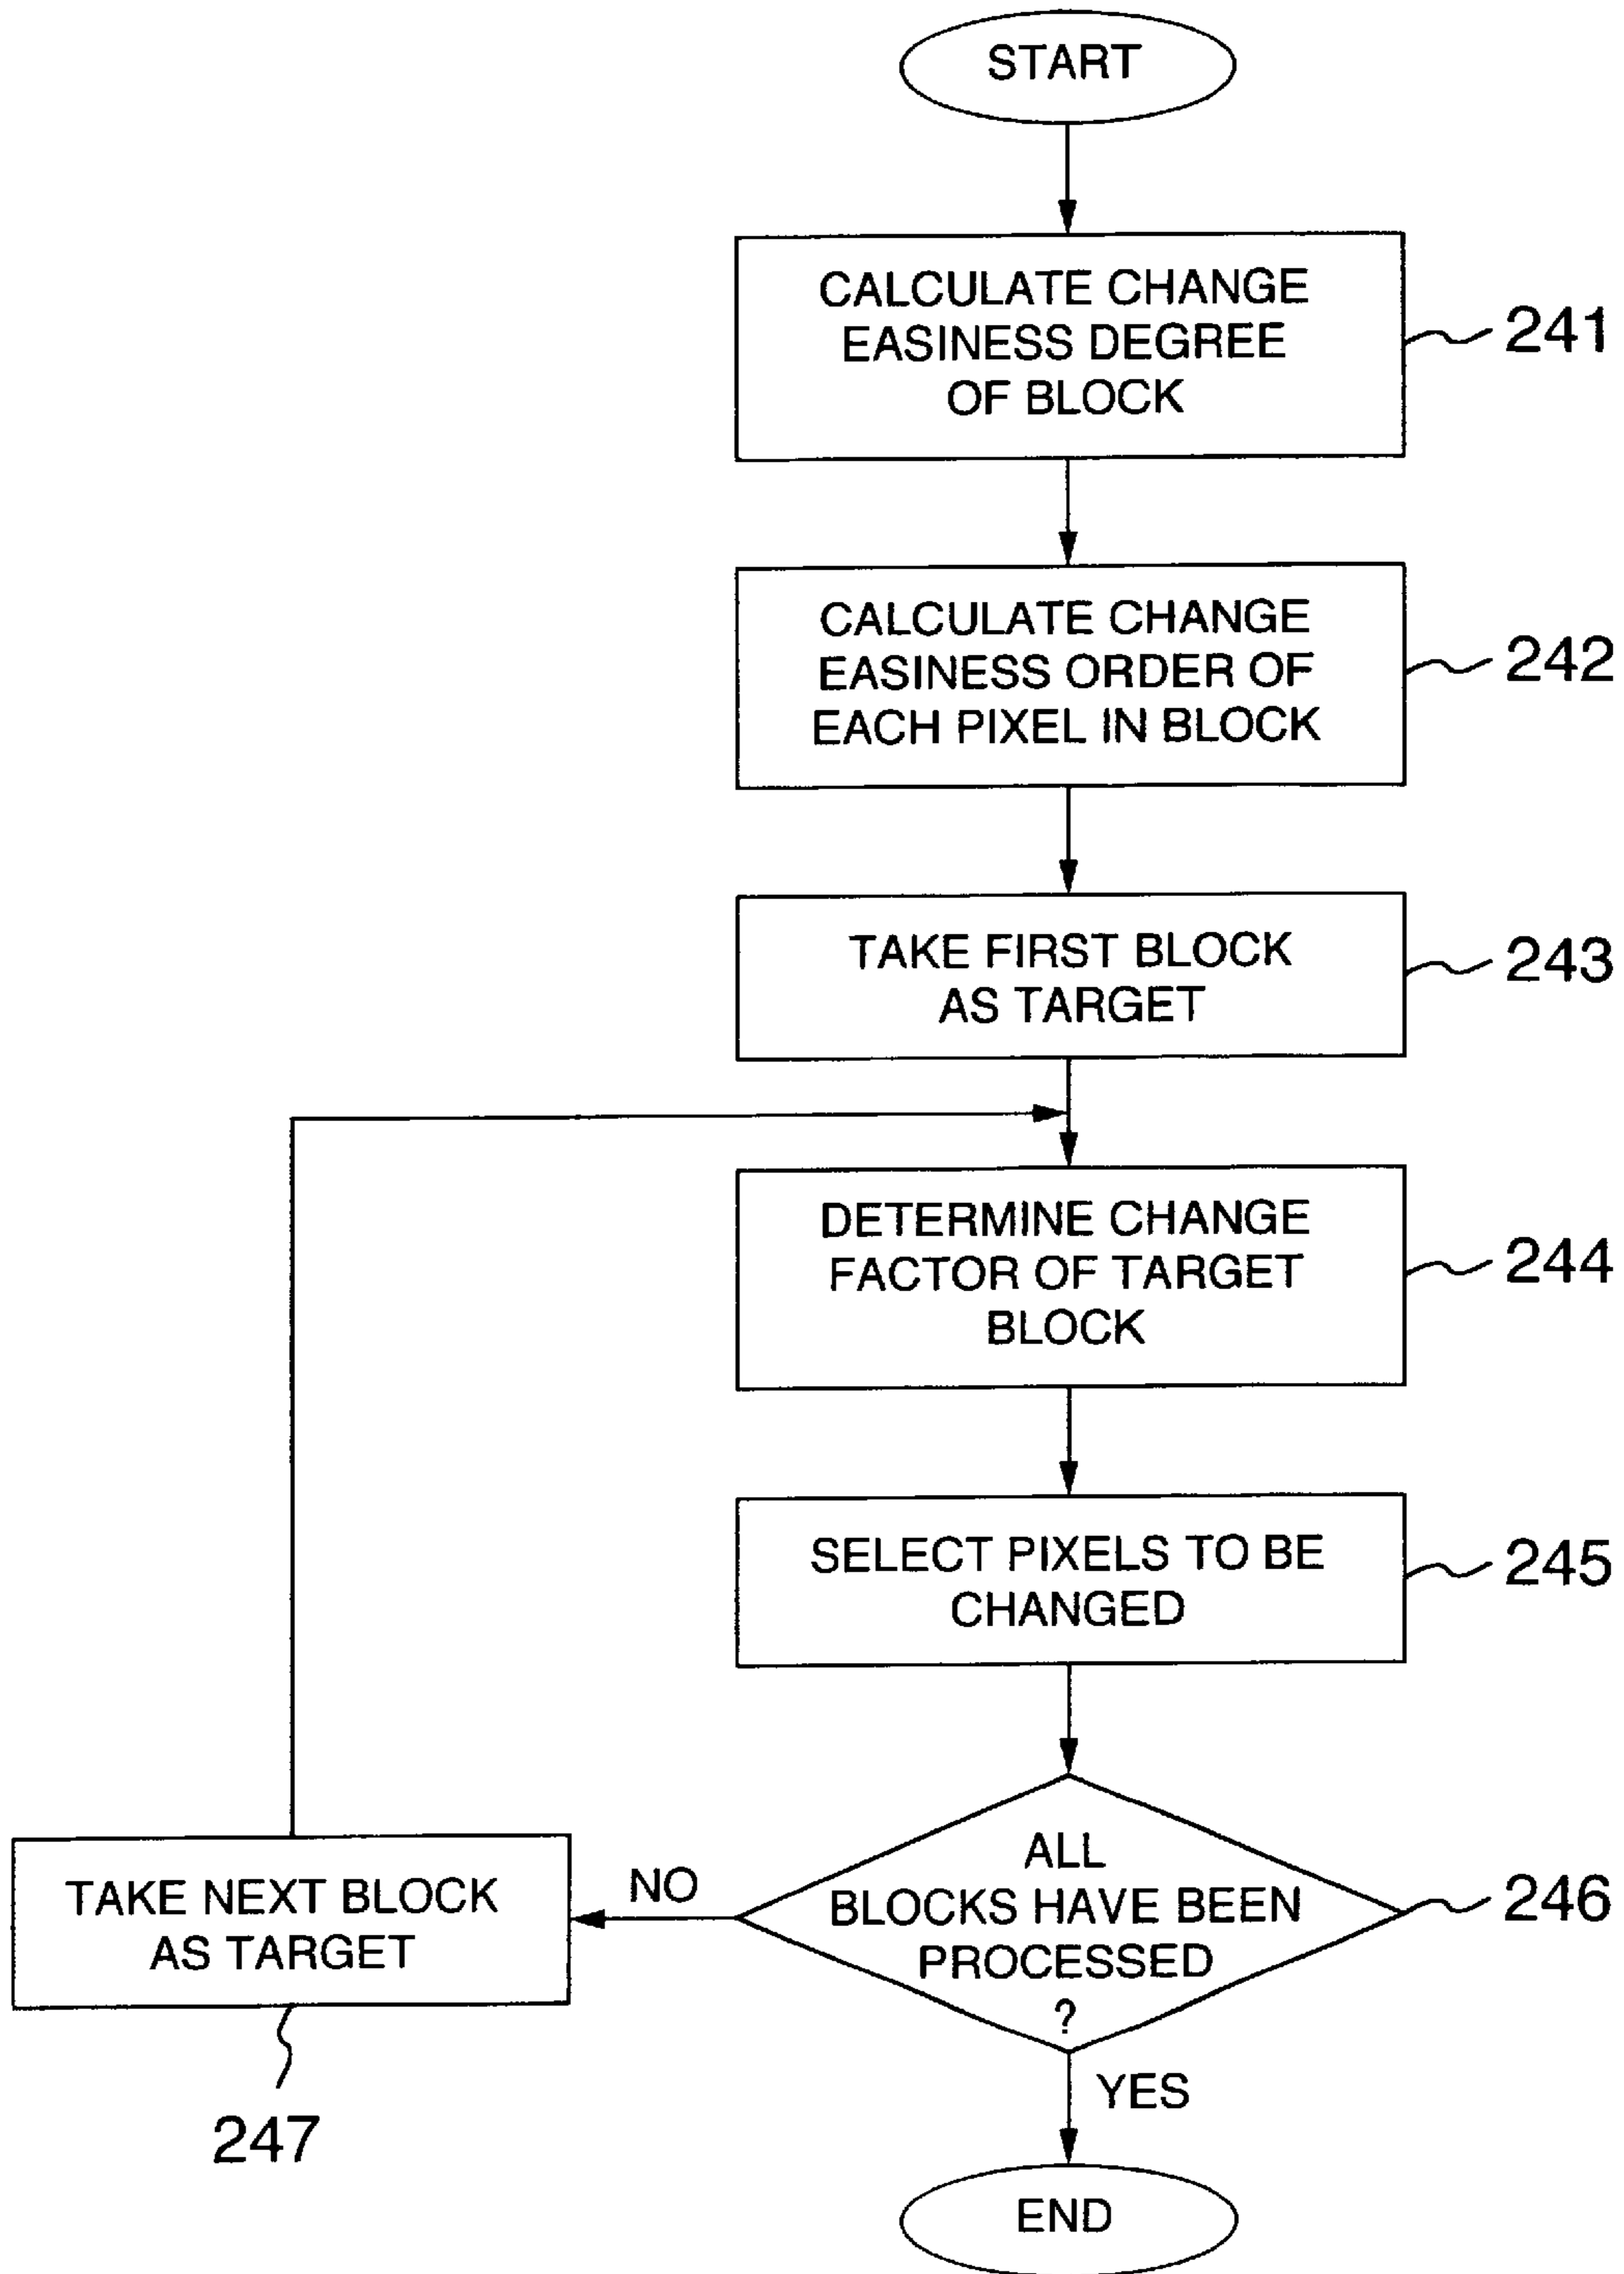 START
CALCULATE CHANGE
EASINESS DEGREE
OF BLOCK
241
CALCULATE CHANGE
EASINESS ORDER OF
EACH PIXEL IN BLOCK
242
TAKE FIRST BLOCK
AS TARGET
243
DETERMINE CHANGE
FACTOR OF TARGET
BLOCK
244
SELECT PIXELS TO BE
CHANGED
245
ALL
BLOCKS HAVE BEEN
PROCESSED
?
246
NO
TAKE NEXT BLOCK
AS TARGET
247
YES
END